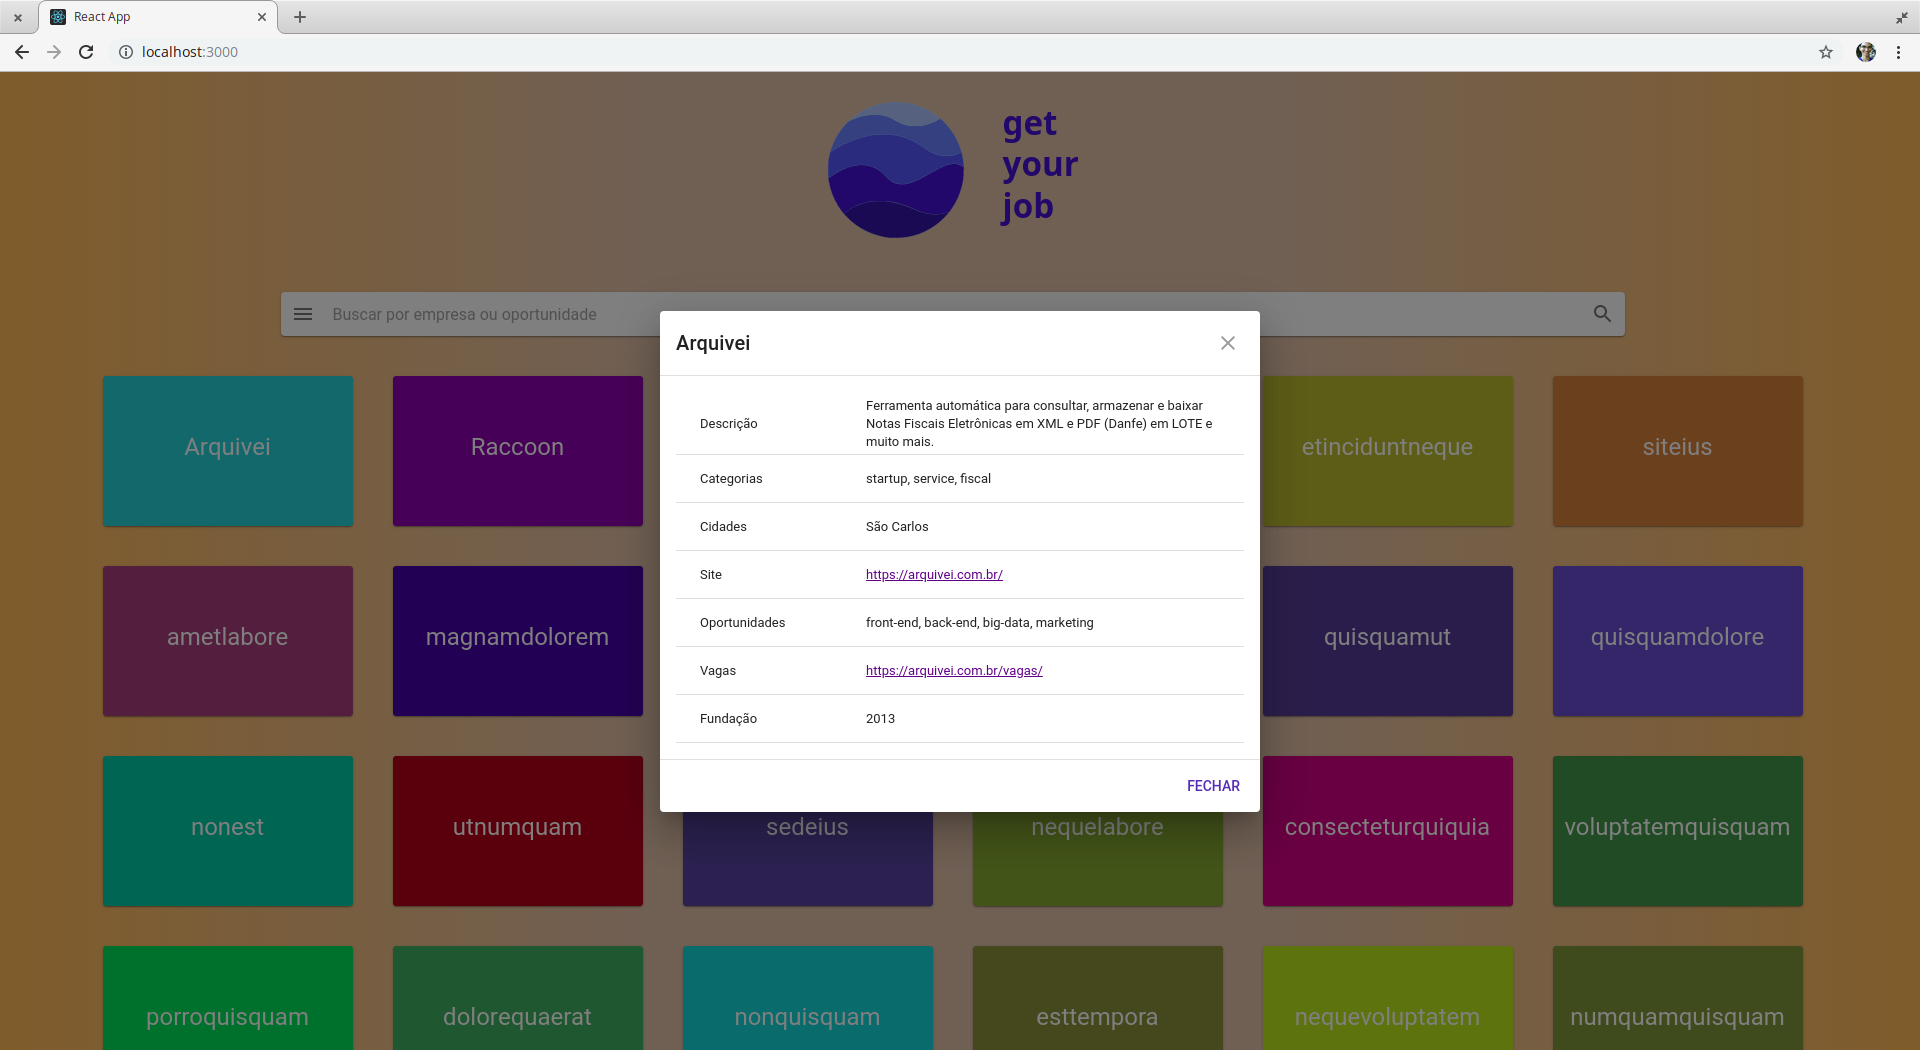 React App
localhost:3000
get
your
job
Buscar por empresa ou oportunidade
Arquivei
Descrição
Ferramenta automática para consultar, armazenar e baixar
Notas Fiscais Eletrônicas em XML e PDF (Danfe) em LOTE e
muito mais.
Categorias
startup, service, fiscal
Cidades
São Carlos
Site
https://arquivei.com.br/
Oportunidades
front-end, back-end, big-data, marketing
Vagas
https://arquivei.com.br/vagas/
Fundação
2013
FECHAR
Arquivei
Raccoon
etinciduntneque
siteius
ametlabore
magnamdolorem
quisquamut
quisquamdolore
nonest
utnumquam
sedeius
nequelabore
consecteturquiquia
voluptatemquisquam
porroquisquam
dolorequaerat
nonquisquam
esttempora
nequevoluptatem
numquamquisquam